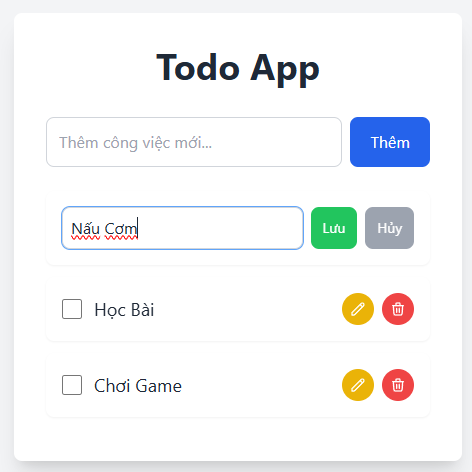 Todo App
Thêm công việc mới... Thêm
Nấu Cơm Lưu Hủy
Học Bài
Chơi Game